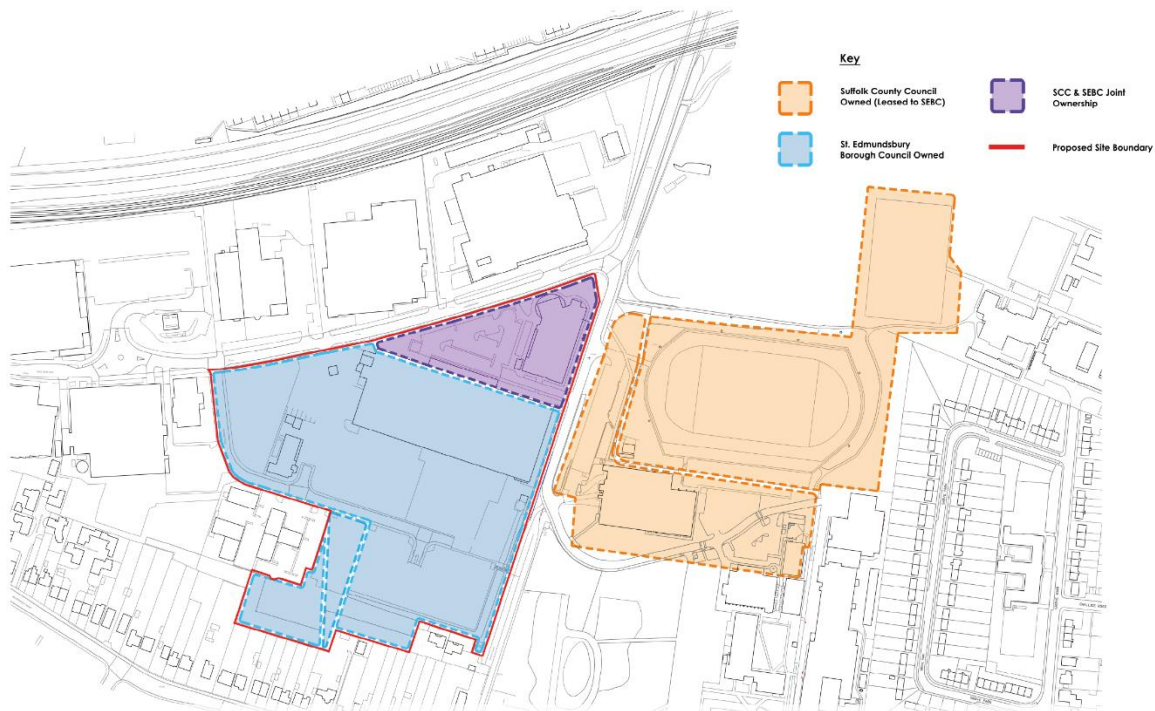 Key
Suffolk County Council
Owned (Leased to SEBC)
SCC & SEBC Joint
Ownership
St. Edmundsbury
Borough Council Owned
Proposed Site Boundary